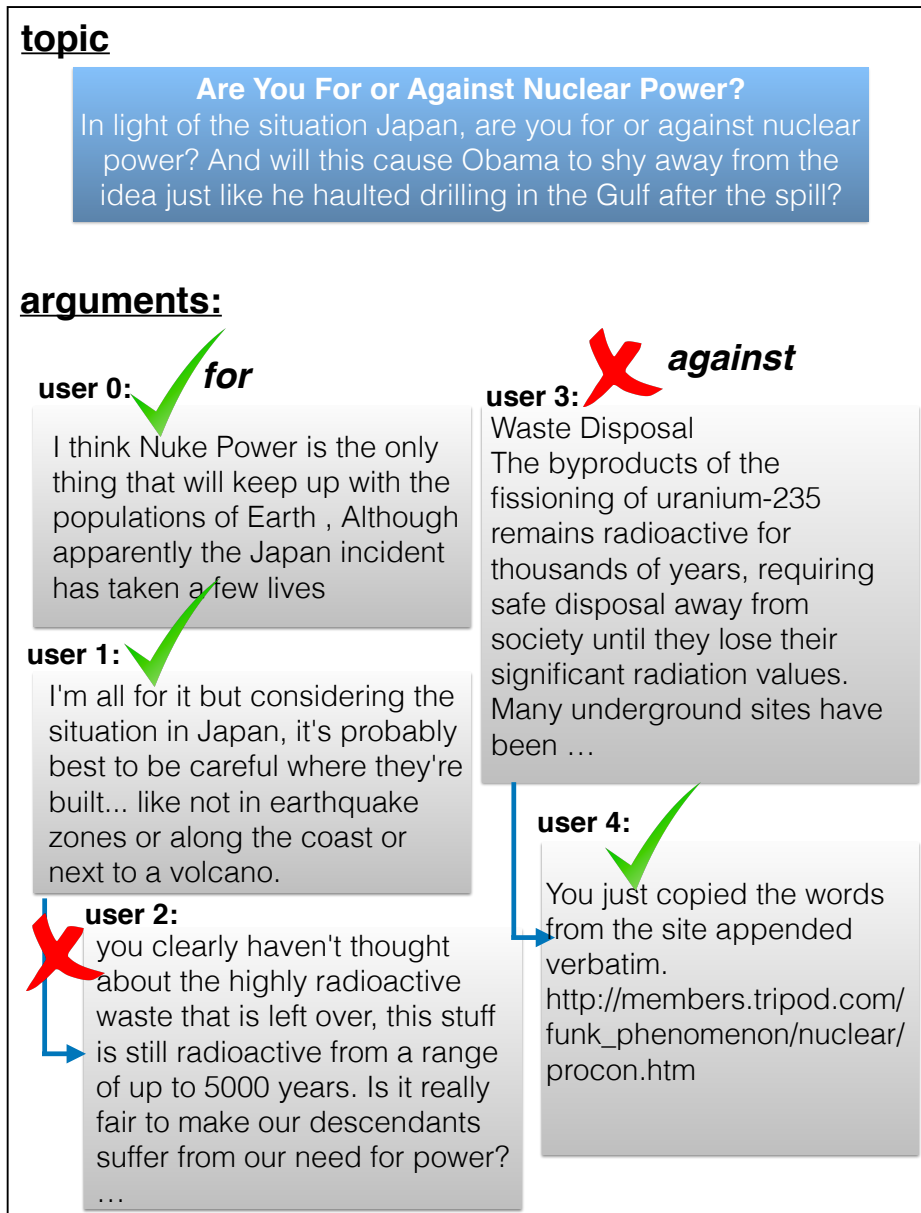 topic
Are You For or Against Nuclear Power?
In light of the situation Japan, are you for or against nuclear
power? And will this cause Obama to shy away from the
idea just like he haulted drilling in the Gulf after the spill?
arguments:
for
user 0:
I think Nuke Power is the only
thing that will keep up with the
populations of Earth , Although
apparently the Japan incident
has taken a few lives
user 1:
I'm all for it but considering the
situation in Japan, it's probably
best to be careful where they're
built... like not in earthquake
zones or along the coast or
next to a volcano.
user 2:
you clearly haven't thought
about the highly radioactive
waste that is left over, this stuff
is still radioactive from a range
of up to 5000 years. Is it really
fair to make our descendants
suffer from our need for power?
…
against
user 3:
Waste Disposal
The byproducts of the
fissioning of uranium-235
remains radioactive for
thousands of years, requiring
safe disposal away from
society until they lose their
significant radiation values.
Many underground sites have
been …
user 4:
You just copied the words
from the site appended
verbatim.
http://members.tripod.com/
funk_phenomenon/nuclear/
procon.htm